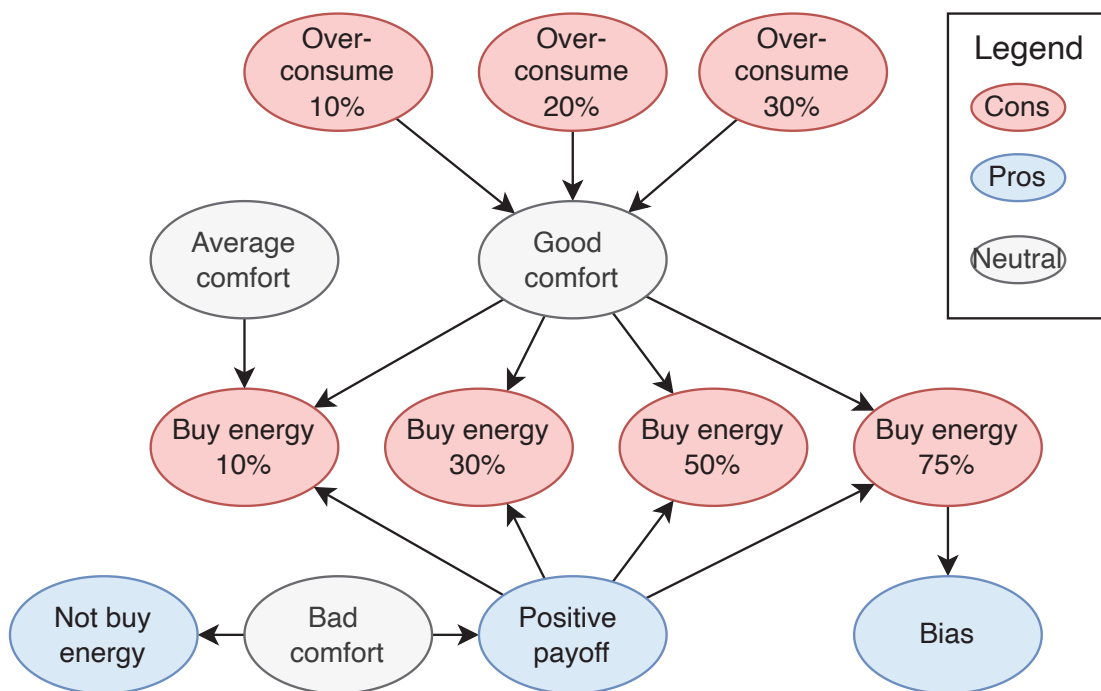 Over-
consume
10%
Over-
consume
20%
Over-
consume
30%
Legend
Cons
Pros
Neutral
Average
comfort
Good
comfort
Buy energy
10%
Buy energy
30%
Buy energy
50%
Buy energy
75%
Not buy
energy
Bad
comfort
Positive
payoff
Bias